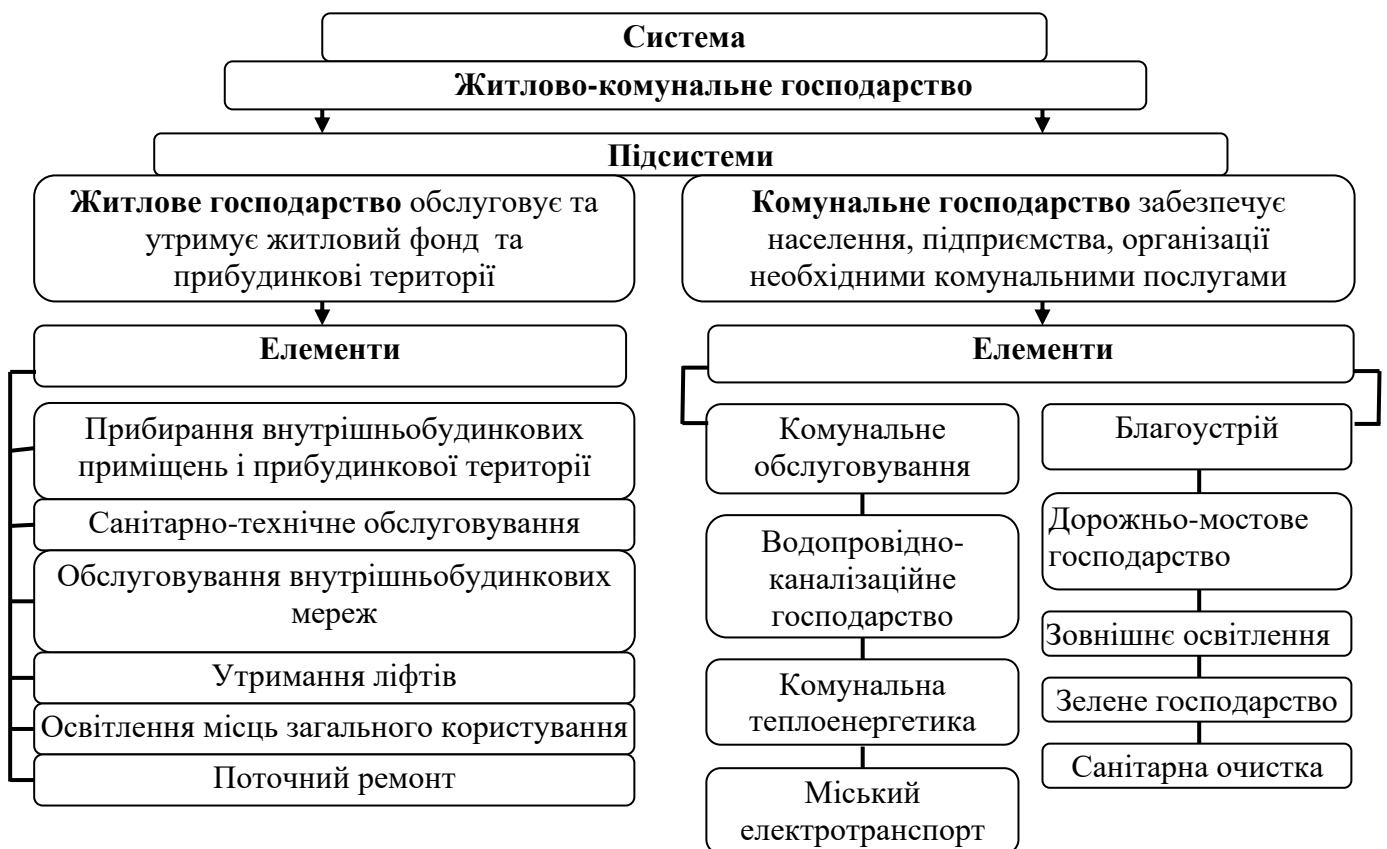 Система
Житлово-комунальне господарство
Підсистеми
Житлове господарство обслуговує та
утримує житловий фонд та
прибудинкові території
Комунальне господарство забезпечує
населення, підприємства, організації
необхідними комунальними послугами
Елементи
Прибирання внутрішньобудинкових
приміщень і прибудинкової території
Санітарно-технічне обслуговування
Обслуговування внутрішньобудинкових
мереж
Утримання ліфтів
Освітлення місць загального користування
Поточний ремонт
Елементи
Комунальне
обслуговування
Водопровідно-
каналізаційне
господарство
Комунальна
теплоенергетика
Міський
електротранспорт
Благоустрій
Дорожньо-мостове
господарство
Зовнішнє освітлення
Зелене господарство
Санітарна очистка